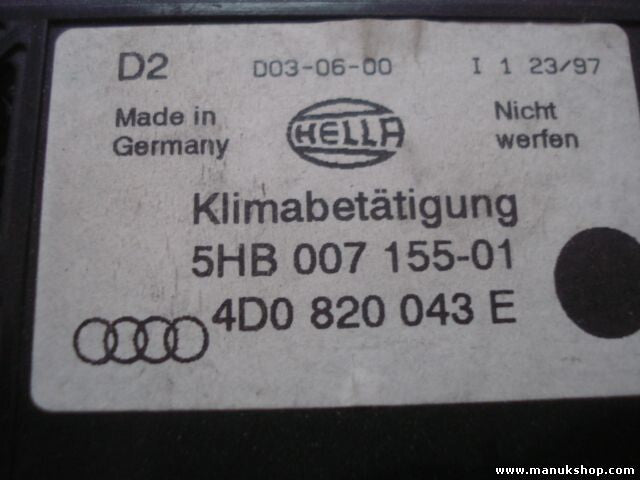 D2 D03-06-00 I 1 23/97
Made in Germany
HELLA
Nicht werfen
Klimabetätigung
5HB 007 155-01
4D0 820 043 E
www.manukshop.com